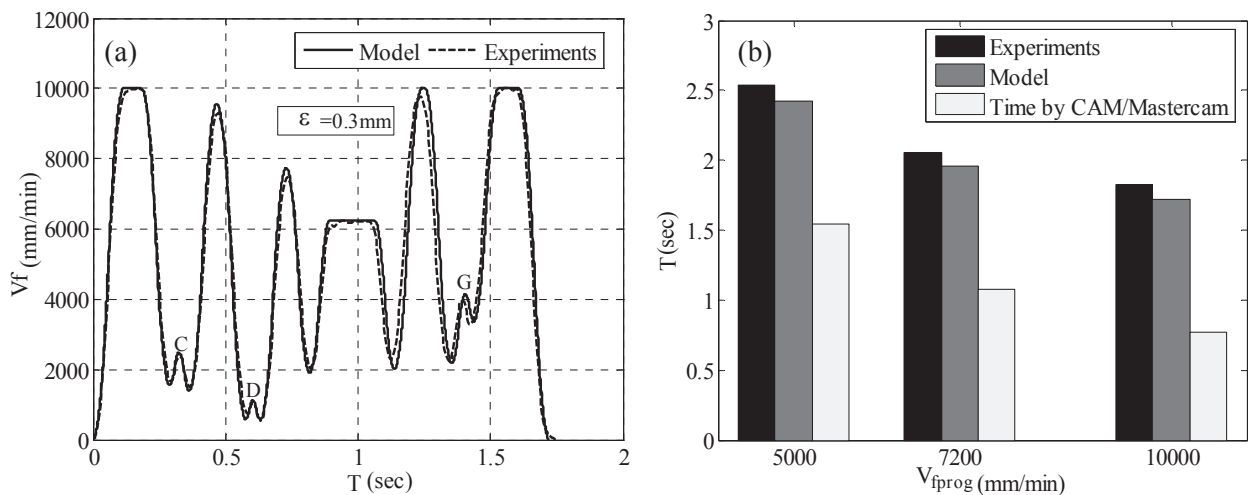 (a)
Model Experiments
ε =0.3mm
C
D
G
12000
10000
8000
6000
4000
2000
0
Vf (mm/min)
0 0.5 1 1.5 2
T (sec)
(b)
Experiments
Model
Time by CAM/Mastercam
3
2.5
2
1.5
1
0.5
0
T (sec)
5000 7200 10000
Vfprog (mm/min)